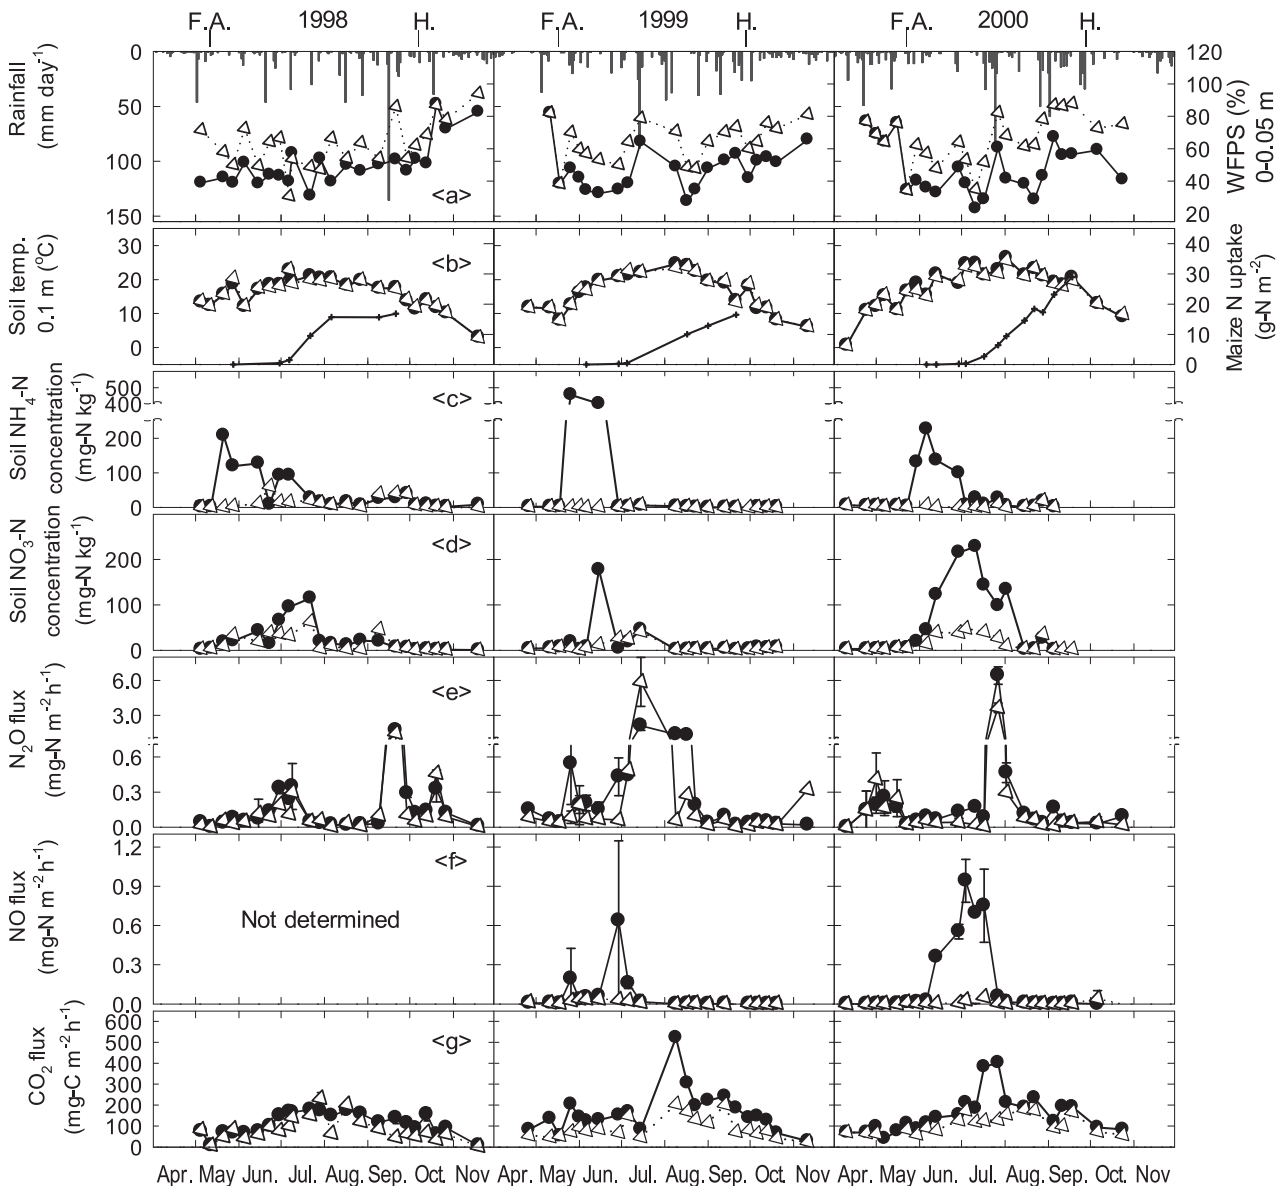 F.A. 1998 H. F.A. 1999 H. F.A. 2000 H.
Rainfall
(mm day-1)
0
50
100
150
<a>
120
100
80
60
40
20
WFPS (%)
0-0.05 m
Soil temp.
0.1 m (oC)
30
20
10
0
<b>
40
30
20
10
0
Maize N uptake
(g-N m-2)
Soil NH4-N
concentration
(mg-N kg-1)
500
400
200
100
0
<c>
Soil NO3-N
concentration
(mg-N kg-1)
200
100
0
<d>
N2O flux
(mg-N m-2 h-1)
6.0
3.0
0.6
0.3
0.0
<e>
NO flux
(mg-N m-2 h-1)
1.2
0.9
0.6
0.3
0.0
<f>
Not determined
CO2 flux
(mg-C m-2 h-1)
600
500
400
300
200
100
0
<g>
Apr. May Jun. Jul. Aug. Sep. Oct. Nov Apr. May Jun. Jul. Aug. Sep. Oct. Nov Apr. May Jun. Jul. Aug. Sep. Oct. Nov